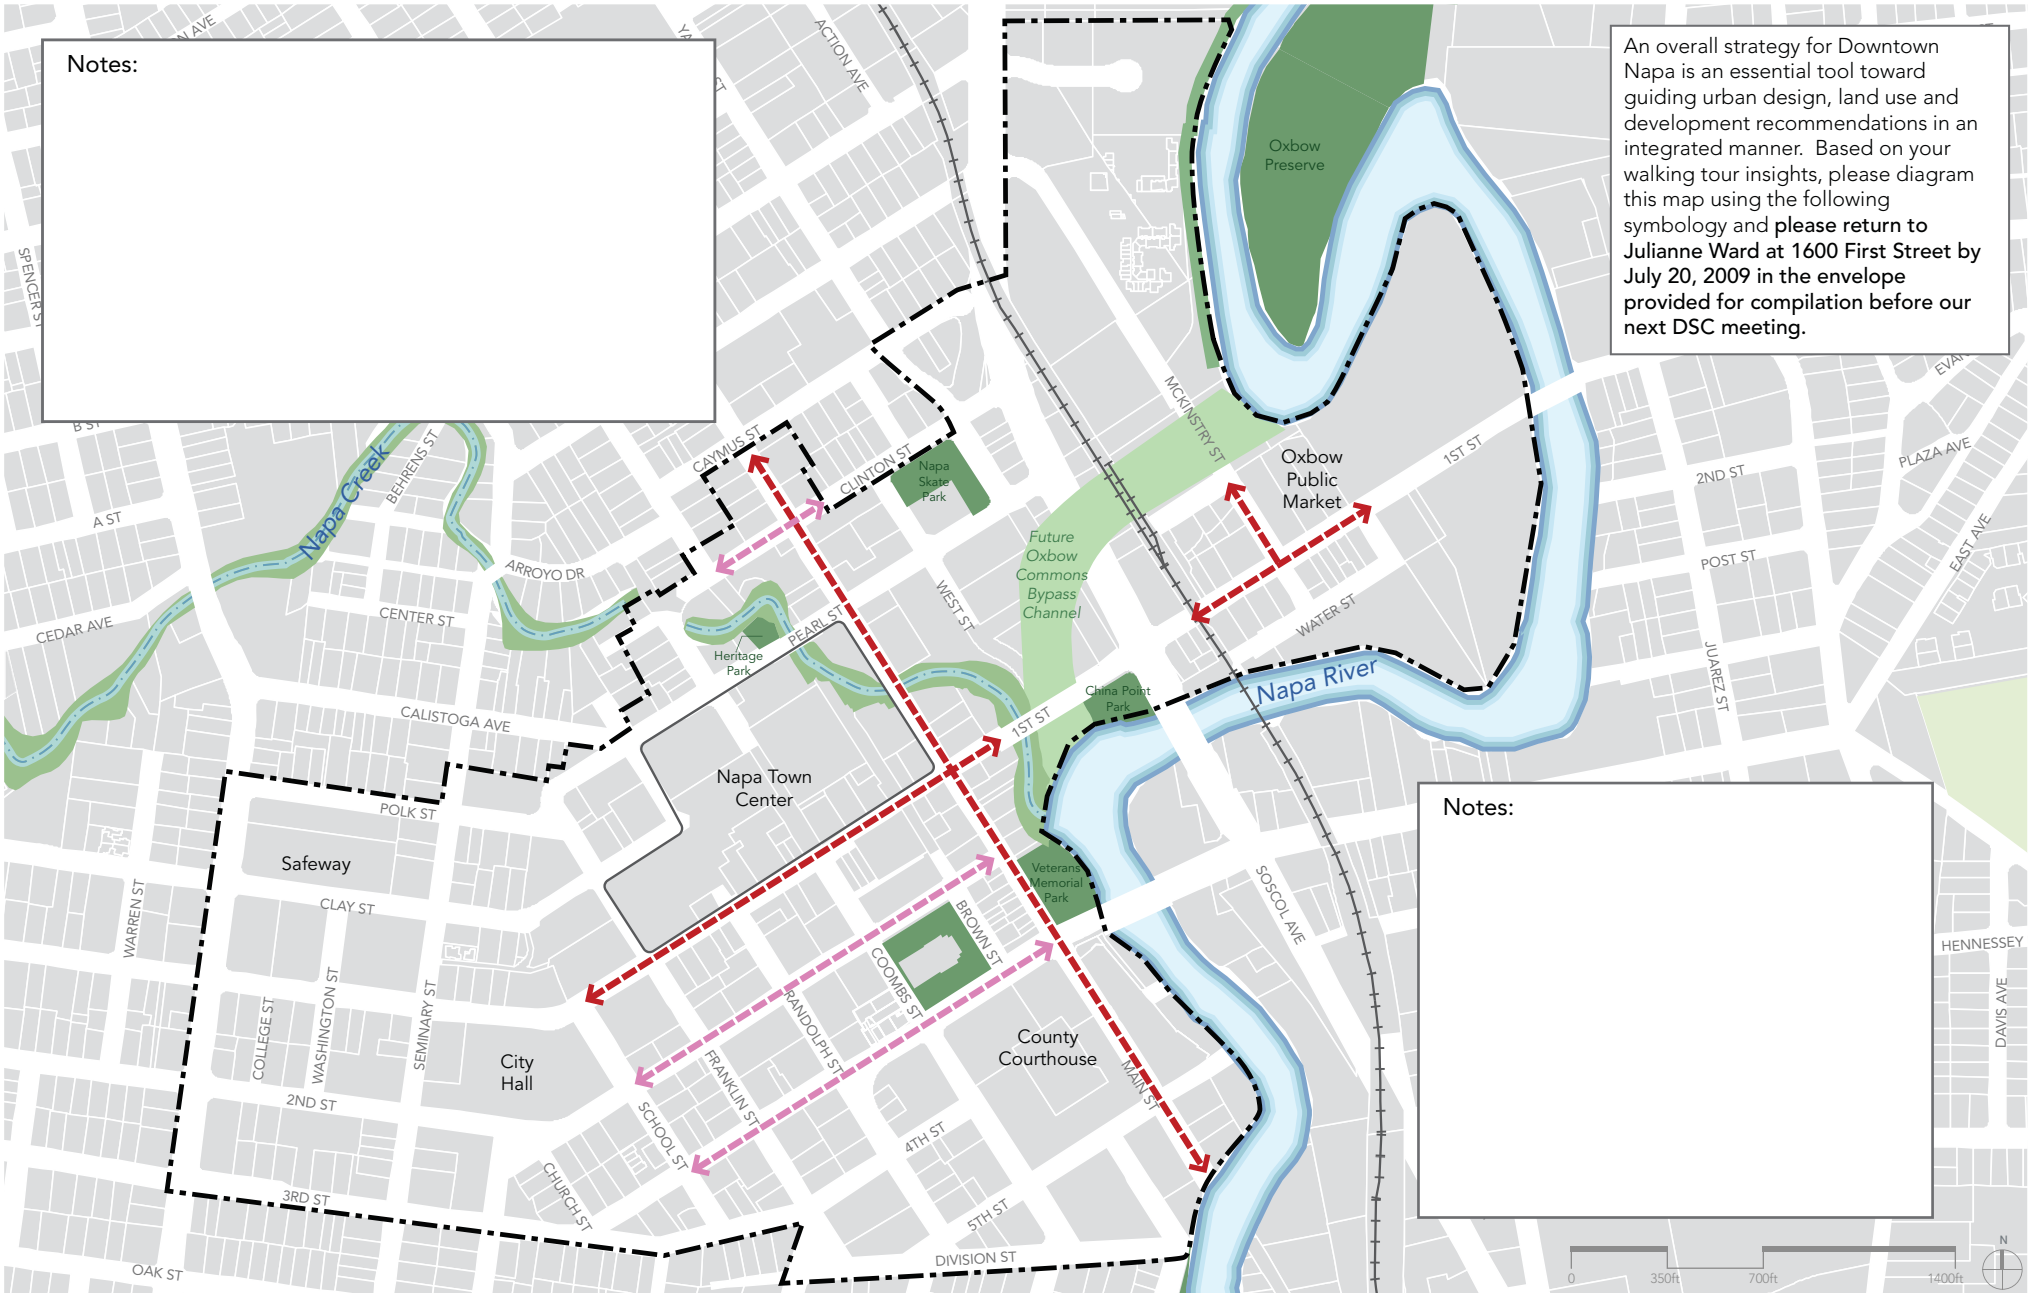 Notes:
An overall strategy for Downtown
Napa is an essential tool toward
guiding urban design, land use and
development recommendations in an
integrated manner. Based on your
walking tour insights, please diagram
this map using the following
symbology and please return to
Julianne Ward at 1600 First Street by
July 20, 2009 in the envelope
provided for compilation before our
next DSC meeting.
ACTION AVE
SPENCER ST
Oxbow
Preserve
MCKINSTRY ST
B ST
BEHRENS ST
Napa Creek
A ST
CAYMUS ST
CLINTON ST
Napa
Skate
Park
Oxbow
Public
Market
1ST ST
2ND ST
PLAZA AVE
EAST AVE
POST ST
Future
Oxbow
Commons
Bypass
Channel
ARROYO DR
CENTER ST
CEDAR AVE
WEST ST
PEARL ST
Heritage
Park
WATER ST
JUAREZ ST
China Point
Park
Napa River
CALISTOGA AVE
1ST ST
Napa Town
Center
POLK ST
Safeway
CLAY ST
WARREN ST
Veterans
Memorial
Park
SOSCOL AVE
Notes:
BROWN ST
COOMBS ST
HENNESSEY
DAVIS AVE
COLLEGE ST
WASHINGTON ST
SEMINARY ST
RANDOLPH ST
FRANKLIN ST
City
Hall
County
Courthouse
MAIN ST
2ND ST
SCHOOL ST
4TH ST
CHURCH ST
3RD ST
5TH ST
DIVISION ST
OAK ST
N
0 350ft 700ft 1400ft